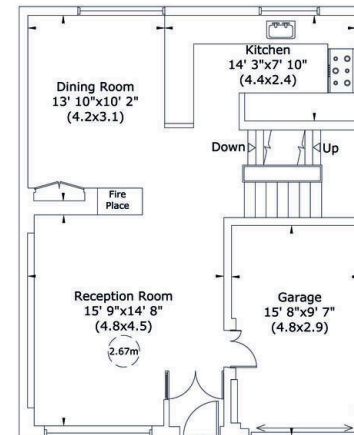 Kitchen
14' 3"x7' 10"
(4.4x2.4)
Dining Room
13' 10"x10' 2"
(4.2x3.1)
Down
Up
Fire
Place
Reception Room
15' 9"x14' 8"
(4.8x4.5)
2.67m
Garage
15' 8"x9' 7"
(4.8x2.9)